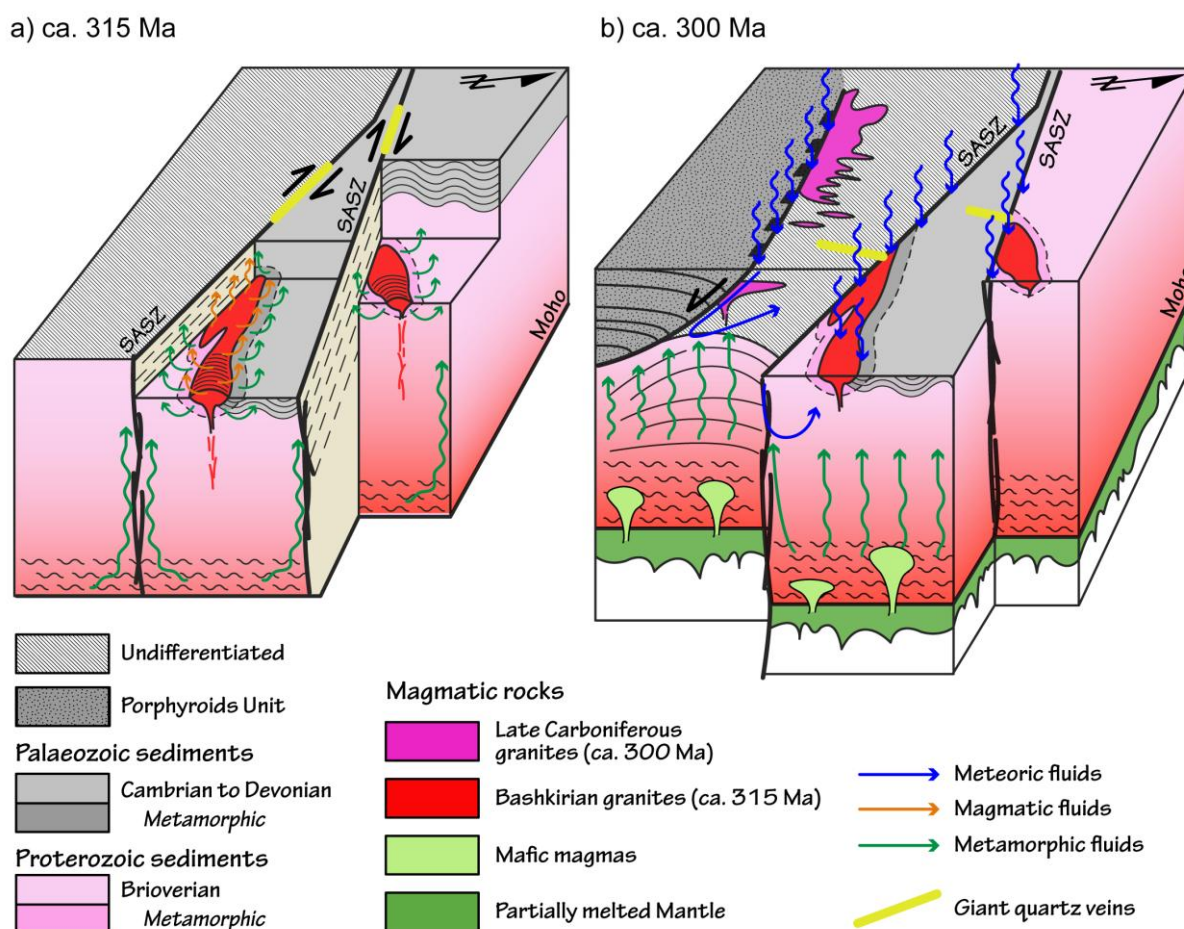 a) ca. 315 Ma
b) ca. 300 Ma
N
N
SASZ
SASZ
Moho
SASZ
SASZ
Moho
Undifferentiated
Porphyroids Unit
Palaeozoic sediments
Cambrian to Devonian
Metamorphic
Proterozoic sediments
Brioverian
Metamorphic
Magmatic rocks
Late Carboniferous
granites (ca. 300 Ma)
Bashkirian granites (ca. 315 Ma)
Mafic magmas
Partially melted Mantle
Meteoric fluids
Magmatic fluids
Metamorphic fluids
Giant quartz veins